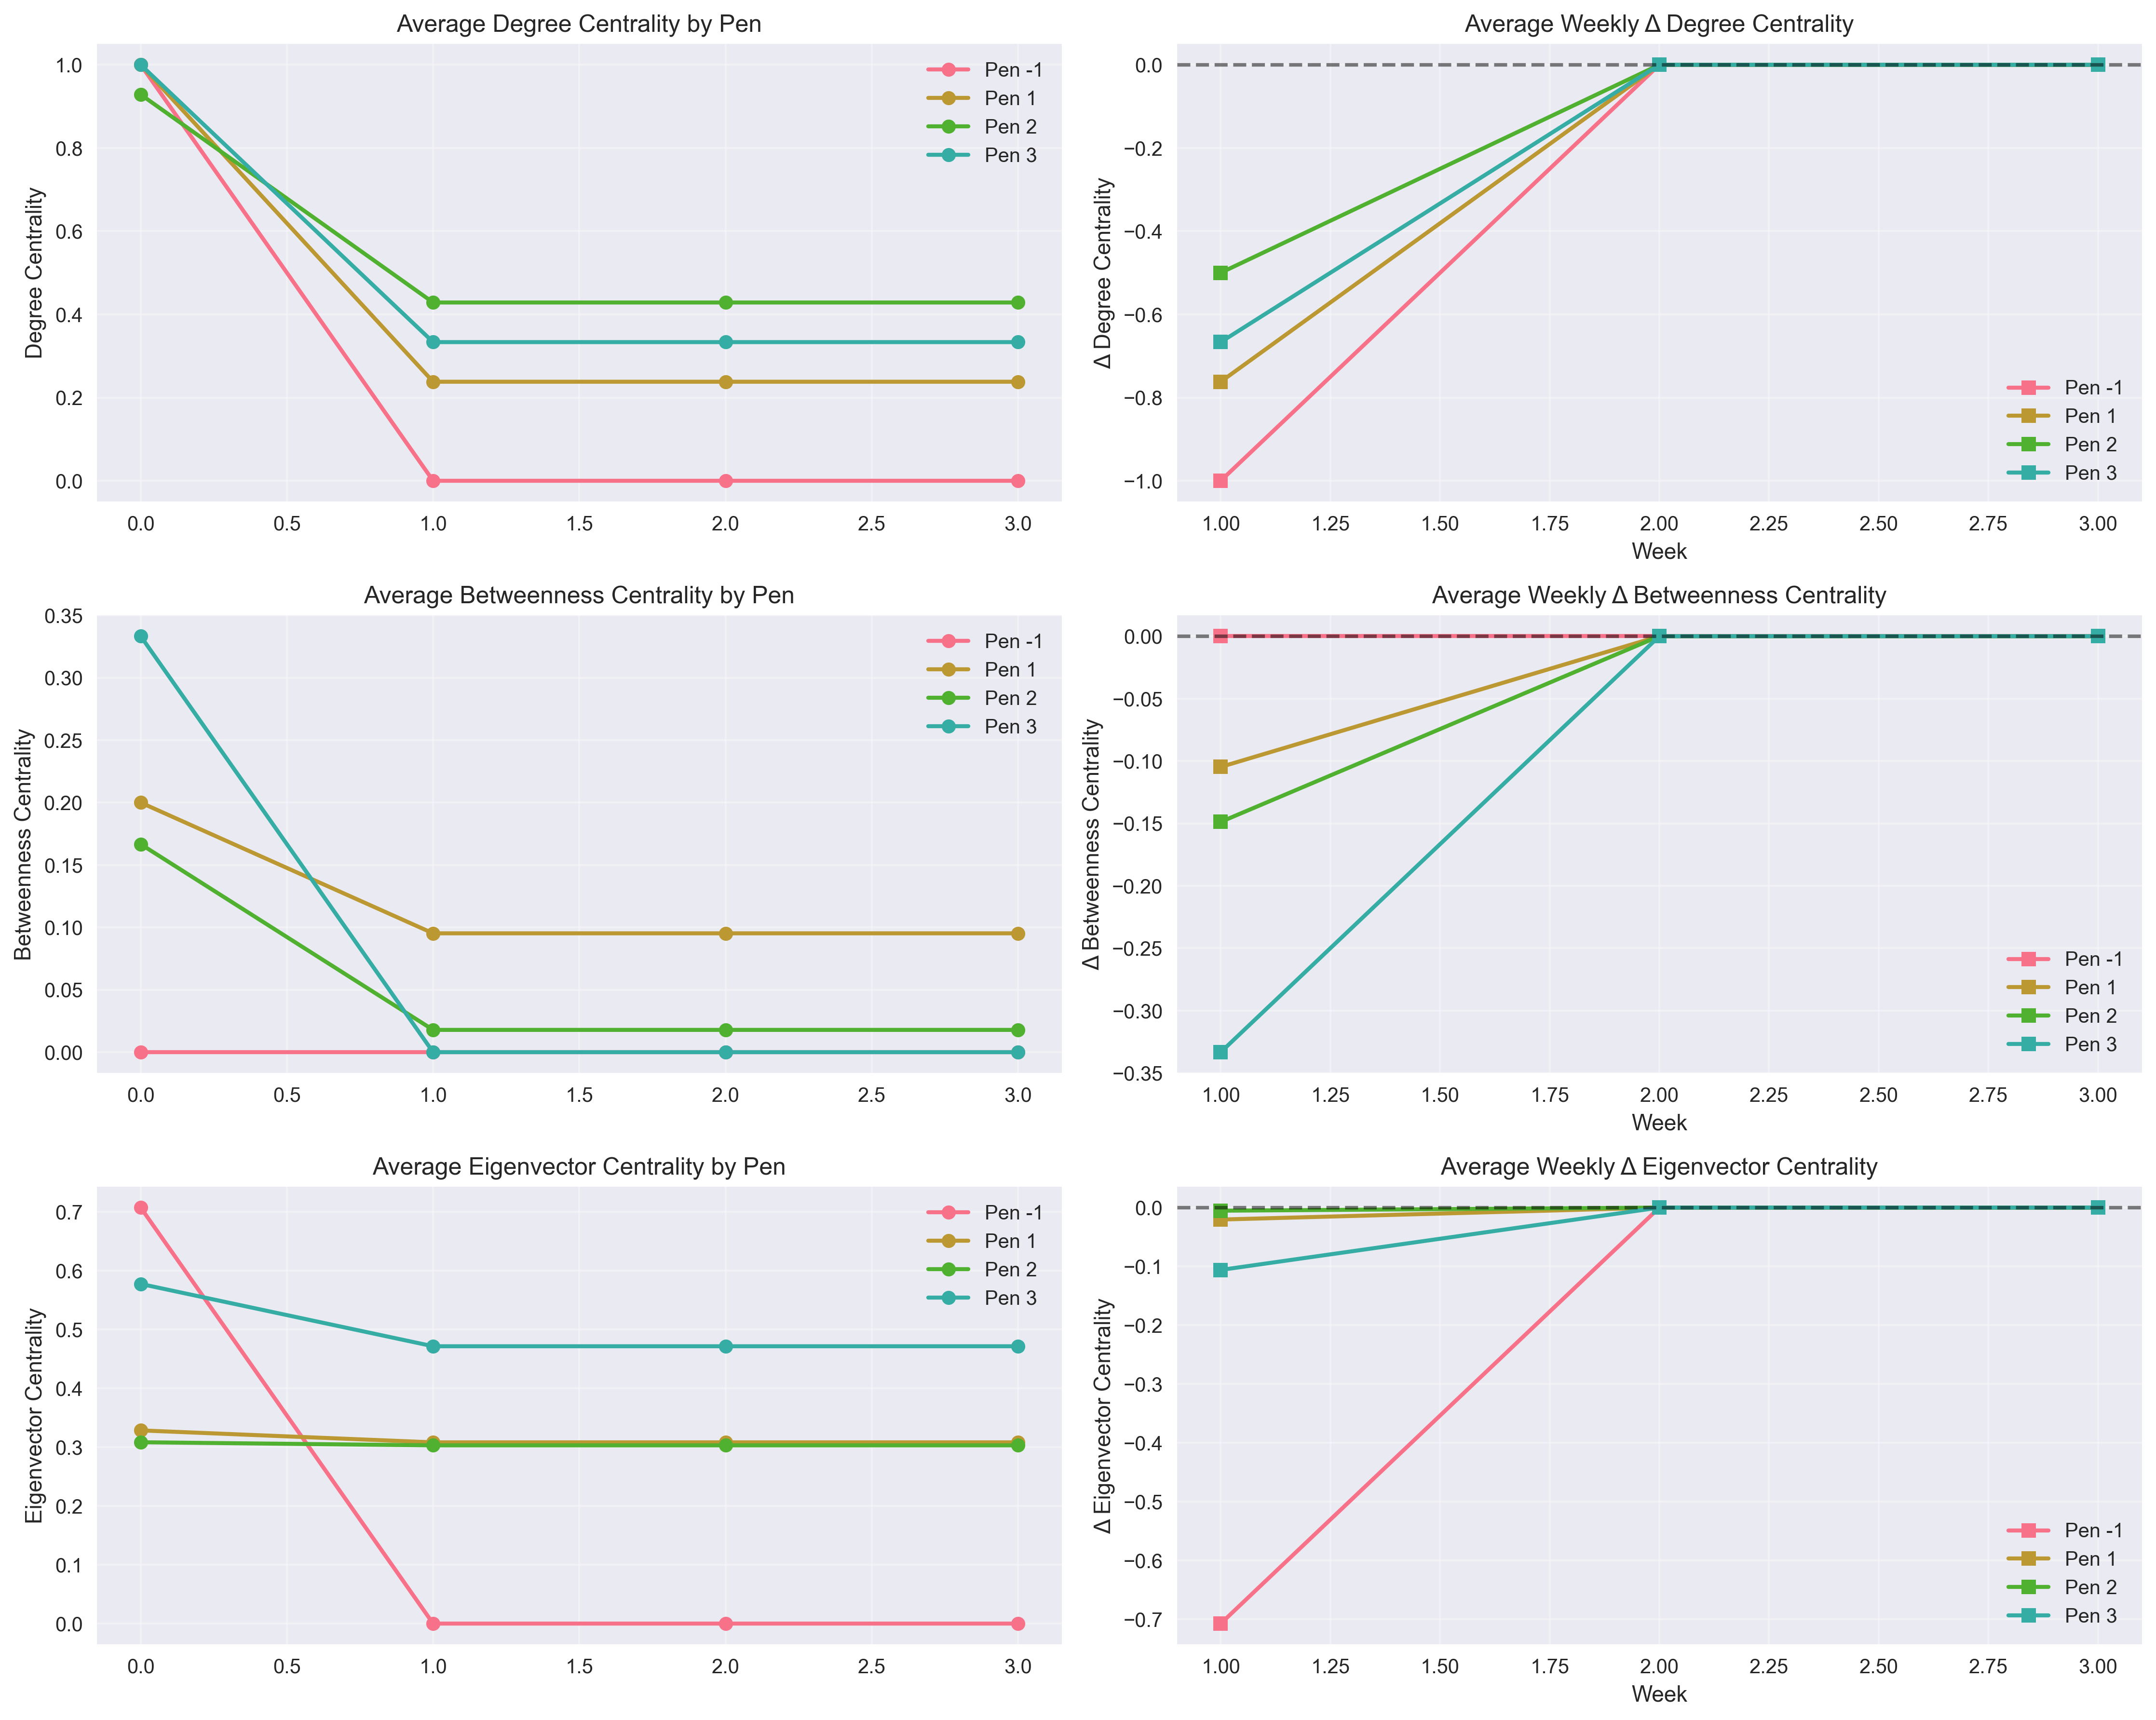 Average Degree Centrality by Pen
Degree Centrality
1.0
0.8
0.6
0.4
0.2
0.0
0.0 0.5 1.0 1.5 2.0 2.5 3.0
Pen -1
Pen 1
Pen 2
Pen 3
Average Weekly Δ Degree Centrality
Δ Degree Centrality
0.0
−0.2
−0.4
−0.6
−0.8
−1.0
1.00 1.25 1.50 1.75 2.00 2.25 2.50 2.75 3.00
Week
Pen -1
Pen 1
Pen 2
Pen 3
Average Betweenness Centrality by Pen
Betweenness Centrality
0.35
0.30
0.25
0.20
0.15
0.10
0.05
0.00
0.0 0.5 1.0 1.5 2.0 2.5 3.0
Pen -1
Pen 1
Pen 2
Pen 3
Average Weekly Δ Betweenness Centrality
Δ Betweenness Centrality
0.00
−0.05
−0.10
−0.15
−0.20
−0.25
−0.30
−0.35
1.00 1.25 1.50 1.75 2.00 2.25 2.50 2.75 3.00
Week
Pen -1
Pen 1
Pen 2
Pen 3
Average Eigenvector Centrality by Pen
Eigenvector Centrality
0.7
0.6
0.5
0.4
0.3
0.2
0.1
0.0
0.0 0.5 1.0 1.5 2.0 2.5 3.0
Pen -1
Pen 1
Pen 2
Pen 3
Average Weekly Δ Eigenvector Centrality
Δ Eigenvector Centrality
0.0
−0.1
−0.2
−0.3
−0.4
−0.5
−0.6
−0.7
1.00 1.25 1.50 1.75 2.00 2.25 2.50 2.75 3.00
Week
Pen -1
Pen 1
Pen 2
Pen 3